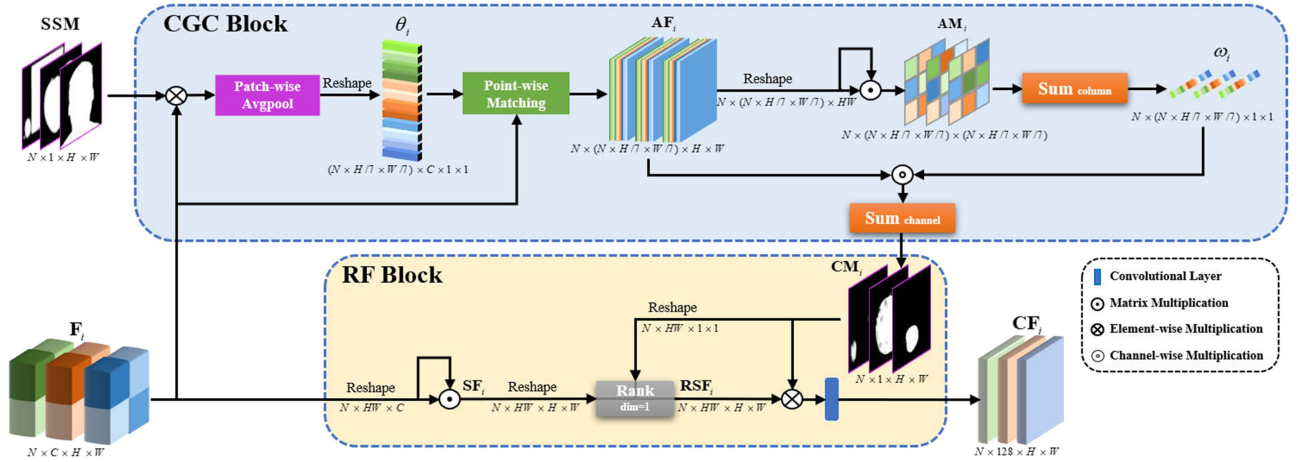 SSM
N × 1 × H × W
CGC Block
Patch-wise
Avgpool
Reshape
θi
(N × H /7 × W /7) × C × 1 × 1
Point-wise
Matching
AFi
N × (N × H /7 × W /7) × H × W
Reshape
N × (N × H /7 × W /7) × HW
AMi
N × (N × H /7 × W /7) × (N × H /7 × W /7)
Sum column
ωi
N × (N × H /7 × W /7) × 1 × 1
Sum channel
RF Block
CMi
N × 1 × H × W
Reshape
N × HW × 1 × 1
Fi
N × C × H × W
Reshape
N × HW × C
SFi
Reshape
N × HW × H × W
Rank
dim=1
RSFi
N × HW × H × W
CFi
N × 128 × H × W
Convolutional Layer
Matrix Multiplication
Element-wise Multiplication
Channel-wise Multiplication